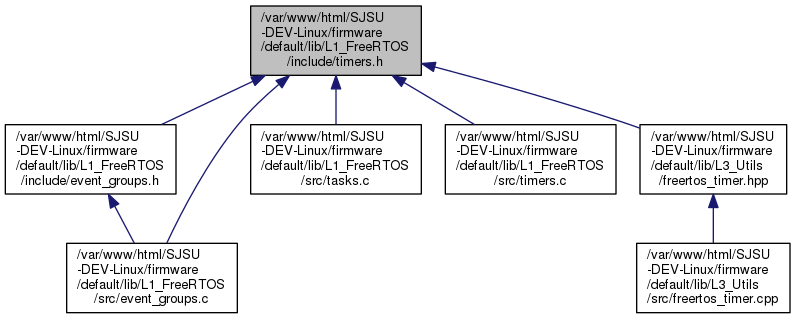 /var/www/html/SJSU
-DEV-Linux/firmware
/default/lib/L1_FreeRTOS
/include/timers.h
/var/www/html/SJSU
-DEV-Linux/firmware
/default/lib/L1_FreeRTOS
/include/event_groups.h
/var/www/html/SJSU
-DEV-Linux/firmware
/default/lib/L1_FreeRTOS
/src/tasks.c
/var/www/html/SJSU
-DEV-Linux/firmware
/default/lib/L1_FreeRTOS
/src/timers.c
/var/www/html/SJSU
-DEV-Linux/firmware
/default/lib/L3_Utils
/freertos_timer.hpp
/var/www/html/SJSU
-DEV-Linux/firmware
/default/lib/L1_FreeRTOS
/src/event_groups.c
/var/www/html/SJSU
-DEV-Linux/firmware
/default/lib/L3_Utils
/src/freertos_timer.cpp